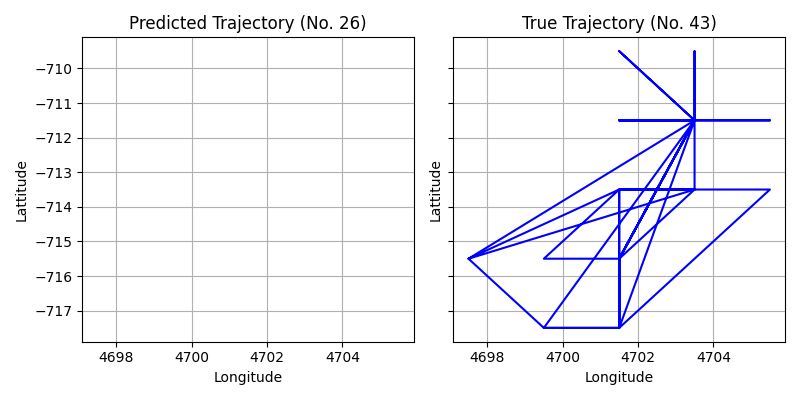 Predicted Trajectory (No. 26)
True Trajectory (No. 43)
Lattitude
−710
−711
−712
−713
−714
−715
−716
−717
4698
4700
4702
4704
Longitude
Lattitude
4698
4700
4702
4704
Longitude